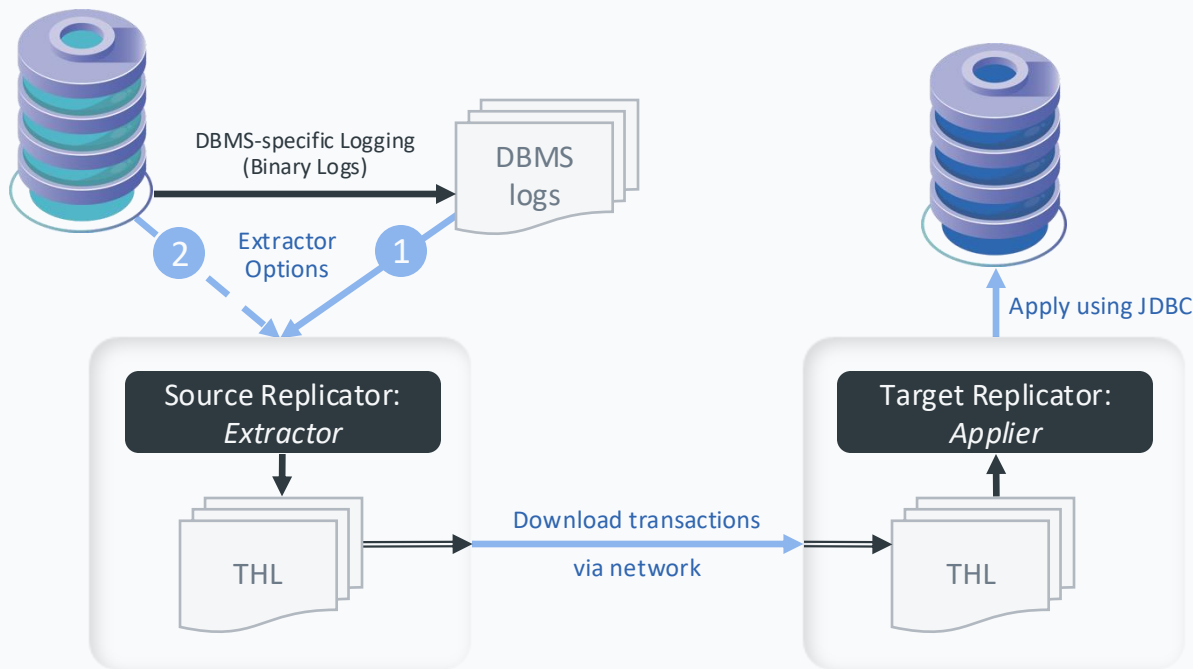 DBMS-specific Logging
(Binary Logs)
DBMS
logs
2
Extractor
Options
1
Apply using JDBC
Source Replicator:
Extractor
Target Replicator:
Applier
THL
Download transactions
via network
THL